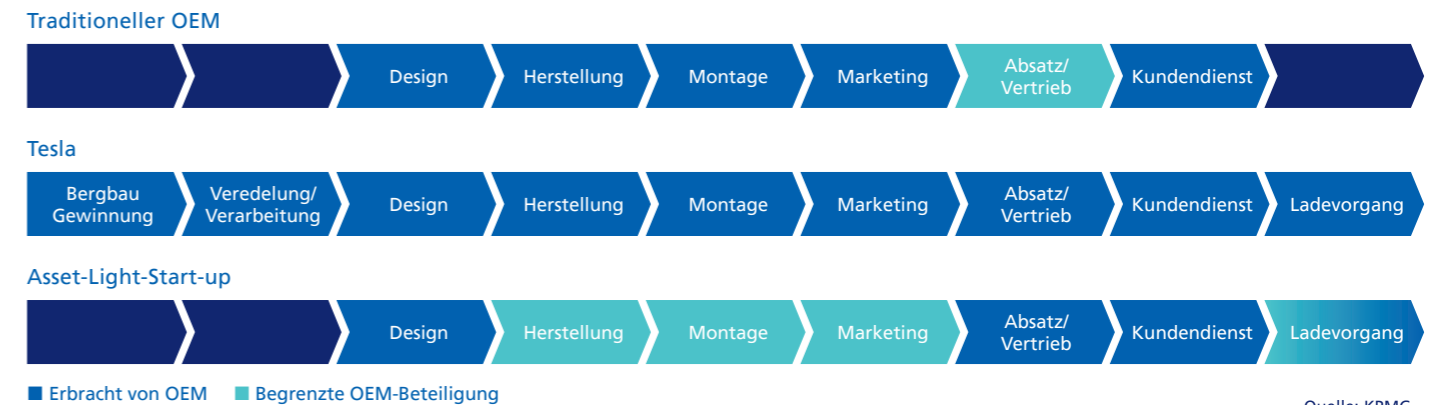 Traditioneller OEM
Design
Herstellung
Montage
Marketing
Absatz/
Vertrieb
Kundendienst
Tesla
Bergbau
Gewinnung
Veredelung/
Verarbeitung
Design
Herstellung
Montage
Marketing
Absatz/
Vertrieb
Kundendienst
Ladevorgang
Asset-Light-Start-up
Design
Herstellung
Montage
Marketing
Absatz/
Vertrieb
Kundendienst
Ladevorgang
Erbracht von OEM
Begrenzte OEM-Beteiligung
Quelle: KPMG